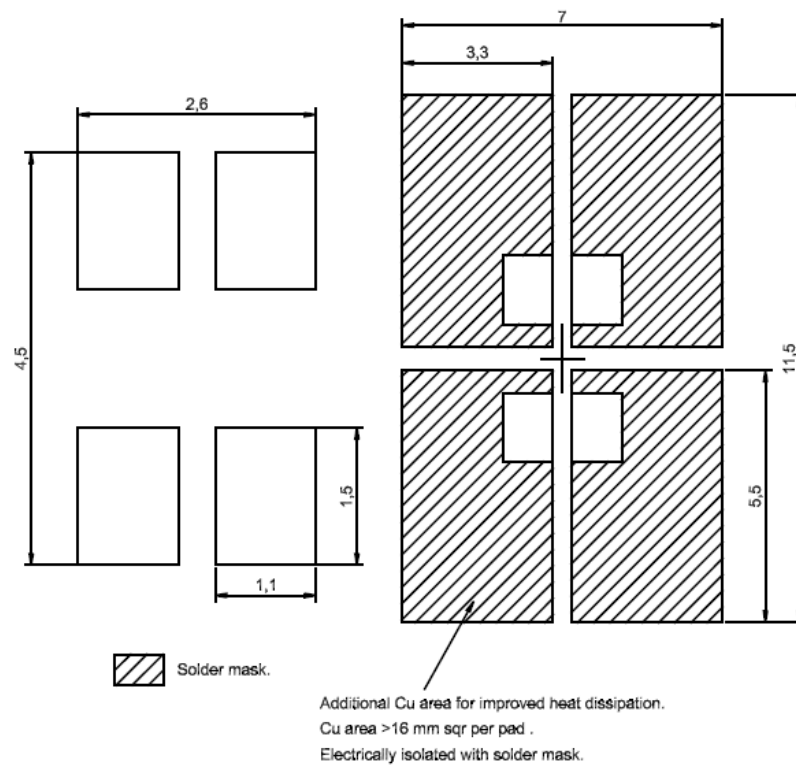 7
3,3
2,6
4,5
11,5
1,5
5,5
1,1
Solder mask.
Additional Cu area for improved heat dissipation.
Cu area >16 mm sqr per pad .
Electrically isolated with solder mask.